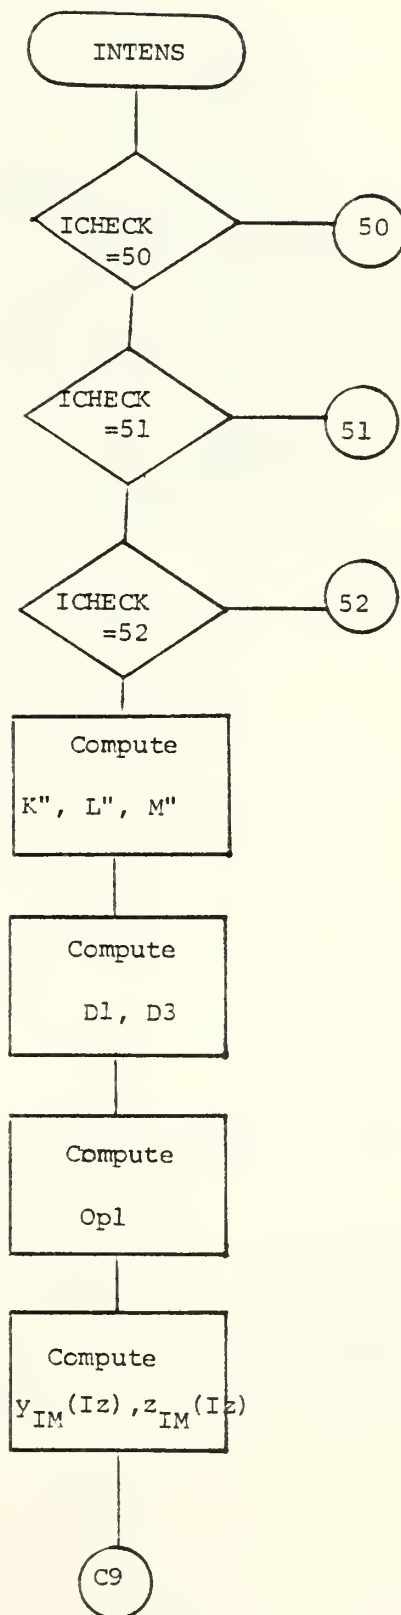 INTENS
ICHECK
=50
50
ICHECK
=51
51
ICHECK
=52
52
Compute
K", L", M"
Compute
D1, D3
Compute
Opl
Compute
y_IM(Iz), z_IM(Iz)
C9